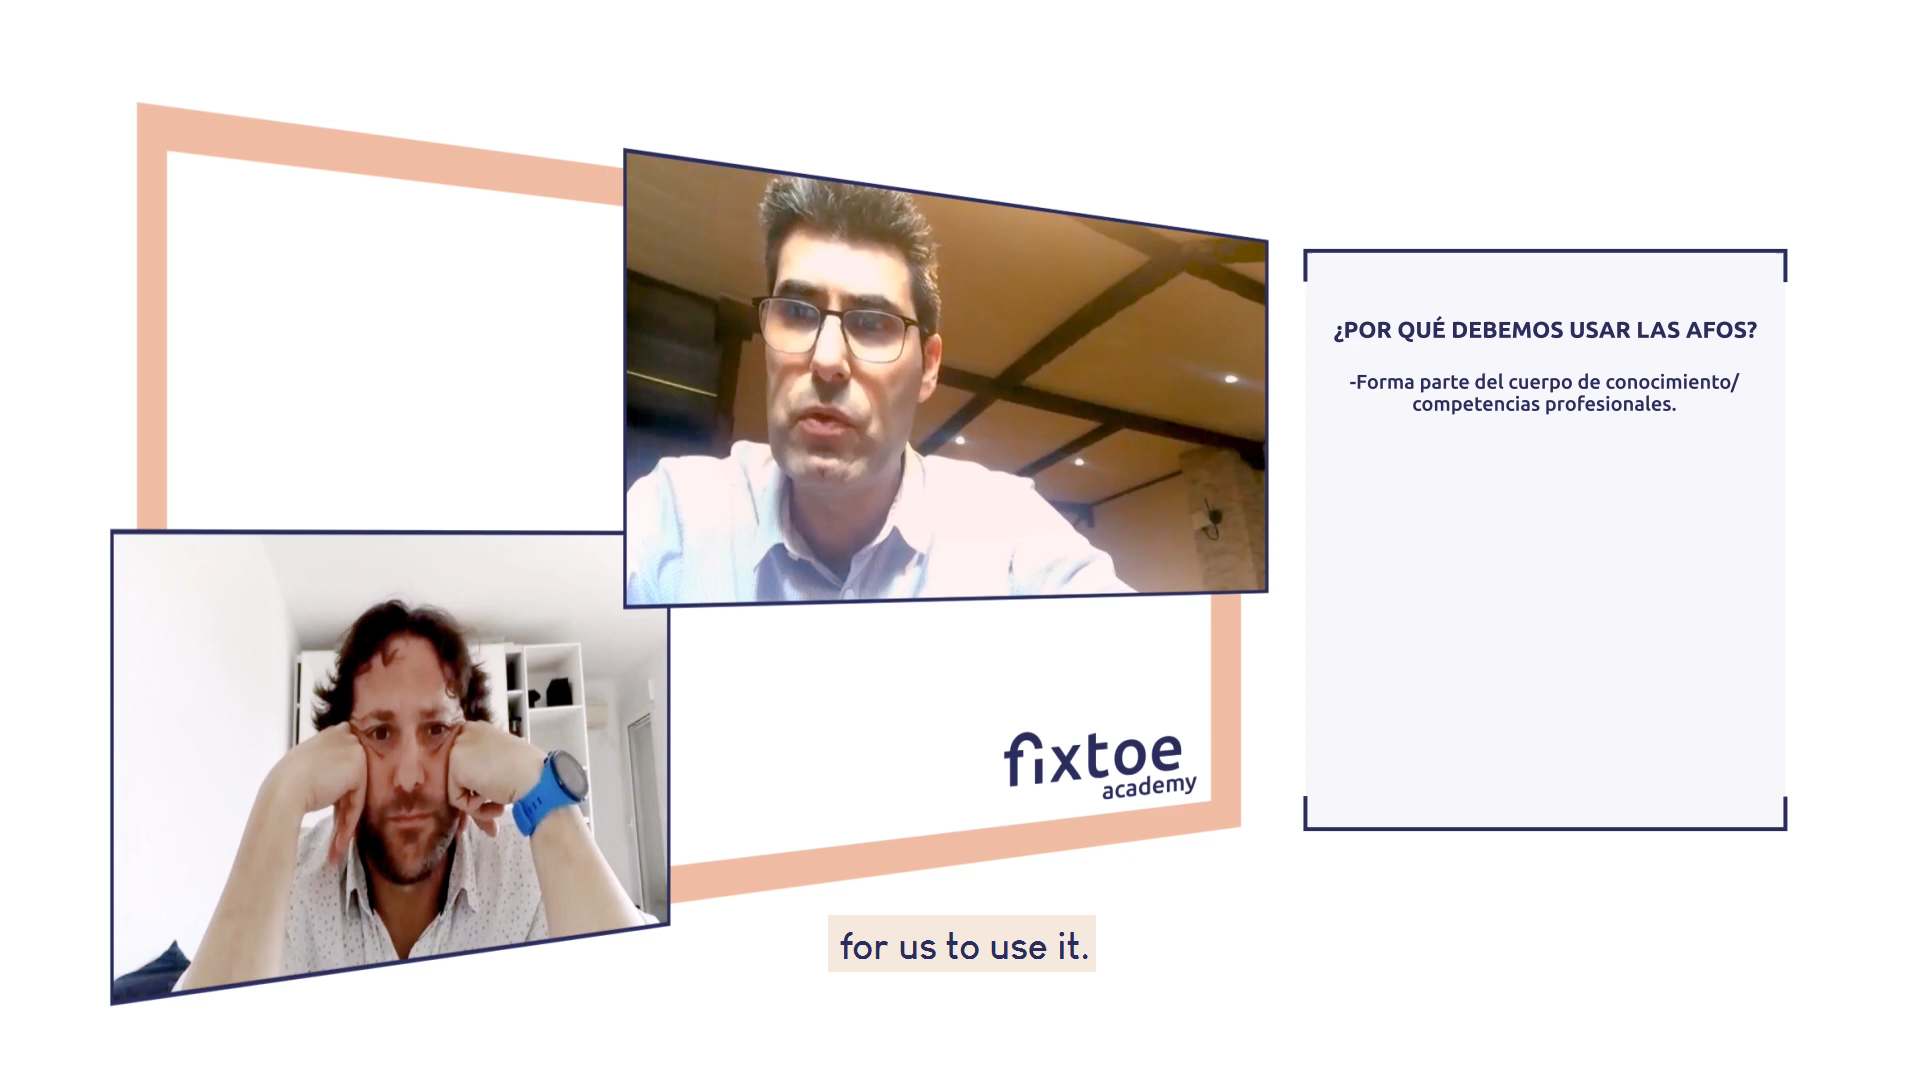 ¿POR QUÉ DEBEMOS USAR LAS AFOS?
-Forma parte del cuerpo de conocimiento/
competencias profesionales.
fixtoe
academy
for us to use it.